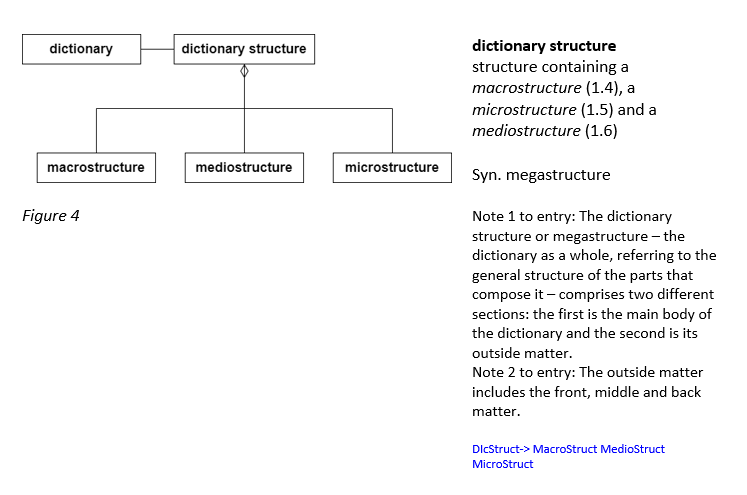 dictionary
dictionary structure
macrostructure
mediostructure
microstructure
Figure 4
dictionary structure
structure containing a
macrostructure (1.4), a
microstructure (1.5) and a
mediostructure (1.6)
Syn. megastructure
Note 1 to entry: The dictionary
structure or megastructure – the
dictionary as a whole, referring to the
general structure of the parts that
compose it – comprises two different
sections: the first is the main body of
the dictionary and the second is its
outside matter.
Note 2 to entry: The outside matter
includes the front, middle and back
matter.
DIcStruct-> MacroStruct MedioStruct
MicroStruct